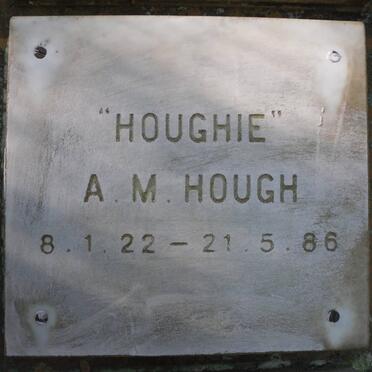 "HOUGHIE"
A. M. HOUGH
8.1.22 – 21.5.86